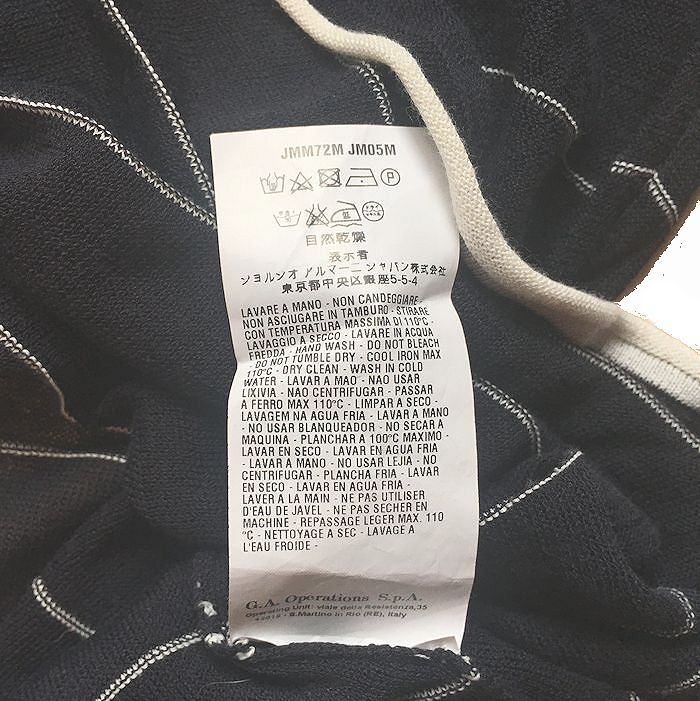 JMM72M JM05M
P
自然乾燥
表示者
ジョルジオ アルマーニ ジャパン株式会社
東京都中央区銀座5-5-4
LAVARE A MANO - NON CANDEGGIARE -
NON ASCIUGARE IN TAMBURO - STIRARE
CON TEMPERATURA MASSIMA DI 110°C -
LAVAGGIO A SECCO - LAVARE IN ACQUA
FREDDA - HAND WASH - DO NOT BLEACH
- DO NOT TUMBLE DRY - COOL IRON MAX
110°C - DRY CLEAN - WASH IN COLD
WATER - LAVAR A MAO - NAO USAR
LIXIVIA - NAO CENTRIFUGAR - PASSAR
A FERRO MAX 110°C - LIMPAR A SECO -
LAVAGEM NA AGUA FRIA - LAVAR A MANO
- NO USAR BLANQUEADOR - NO SECAR A
MAQUINA - PLANCHAR A 100°C MAXIMO -
LAVAR EN SECO - LAVAR EN AGUA FRIA
- LAVAR A MANO - NO USAR LEJIA - NO
CENTRIFUGAR - PLANCHA FRIA - LAVAR
EN SECO - LAVAR EN AGUA FRIA -
LAVER A LA MAIN - NE PAS UTILISER
D'EAU DE JAVEL - NE PAS SECHER EN
MACHINE - REPASSAGE LEGER MAX. 110
°C - NETTOYAGE A SEC - LAVAGE A
L'EAU FROIDE -
G.A. Operations S.p.A.
Operating Unit: viale della Resistenza,35
42018 - S.Martino in Rio (RE), Italy